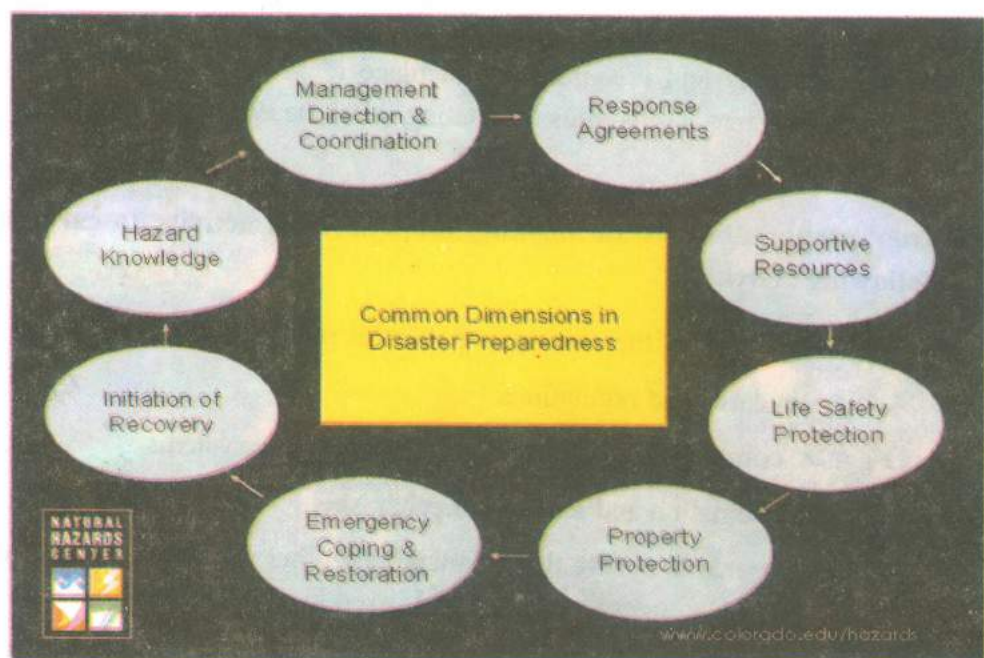 Management
Direction &
Coordination
Response
Agreements
Hazard
Knowledge
Supportive
Resources
Common Dimensions in
Disaster Preparedness
Initiation of
Recovery
Life Safety
Protection
Emergency
Coping &
Restoration
Property
Protection
NATURAL
HAZARDS
CENTER
www.colorado.edu/hazards